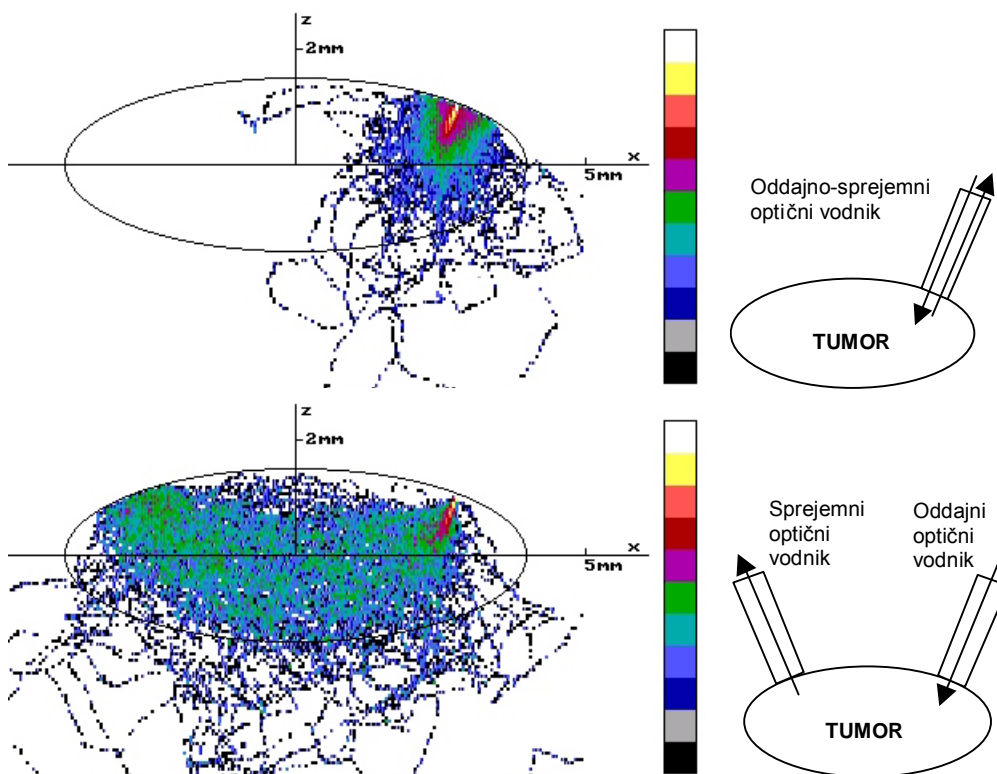 z
2mm
x
5mm
Oddajno-sprejemni
optični vodnik
TUMOR
z
2mm
x
5mm
Sprejemni
optični
vodnik
Oddajni
optični
vodnik
TUMOR